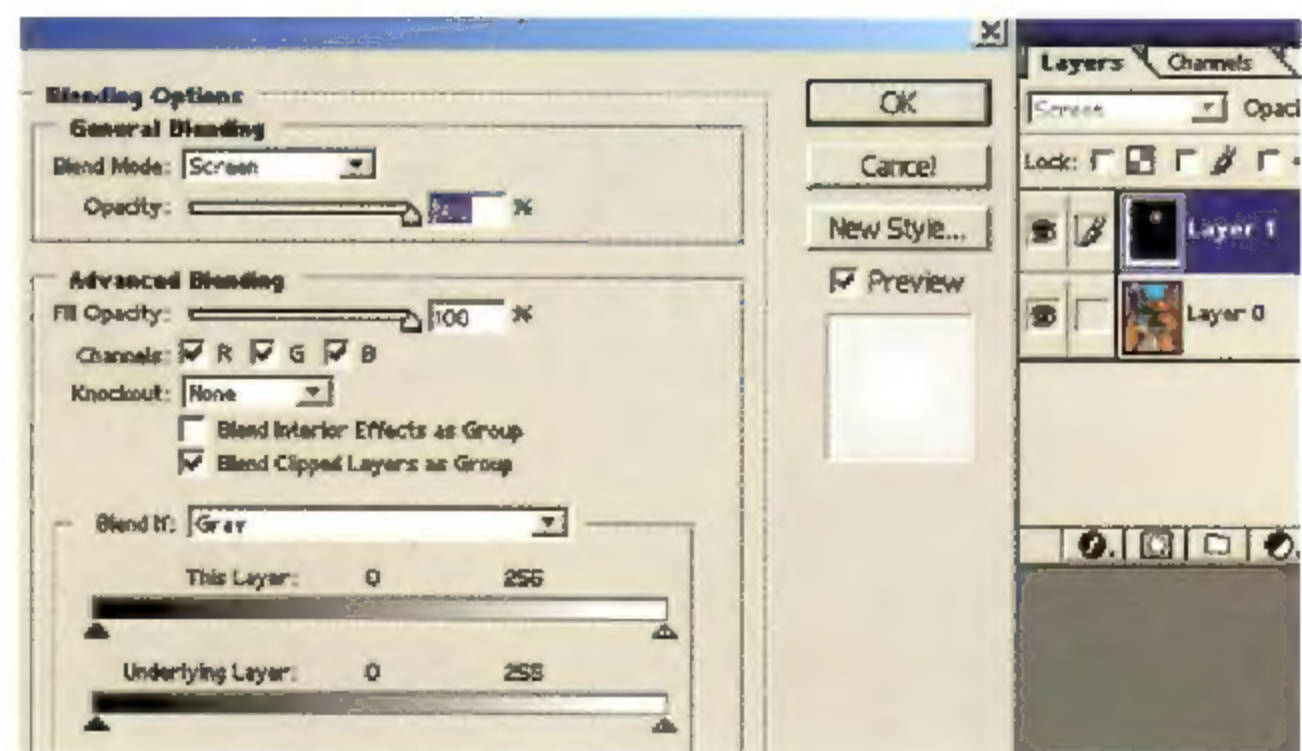 Blending Options
General Blending
Blend Mode: Screen
Opacity: %
Advanced Blending
Fill Opacity: 100 %
Channels: R G B
Knockout: None
Blend Interior Effects as Group
Blend Clipped Layers as Group
Blend If: Gray
This Layer: 0 255
Underlying Layer: 0 255
OK
Cancel
New Style...
Preview
Layers Channels
Screen Opaci
Lock:
Layer 1
Layer 0